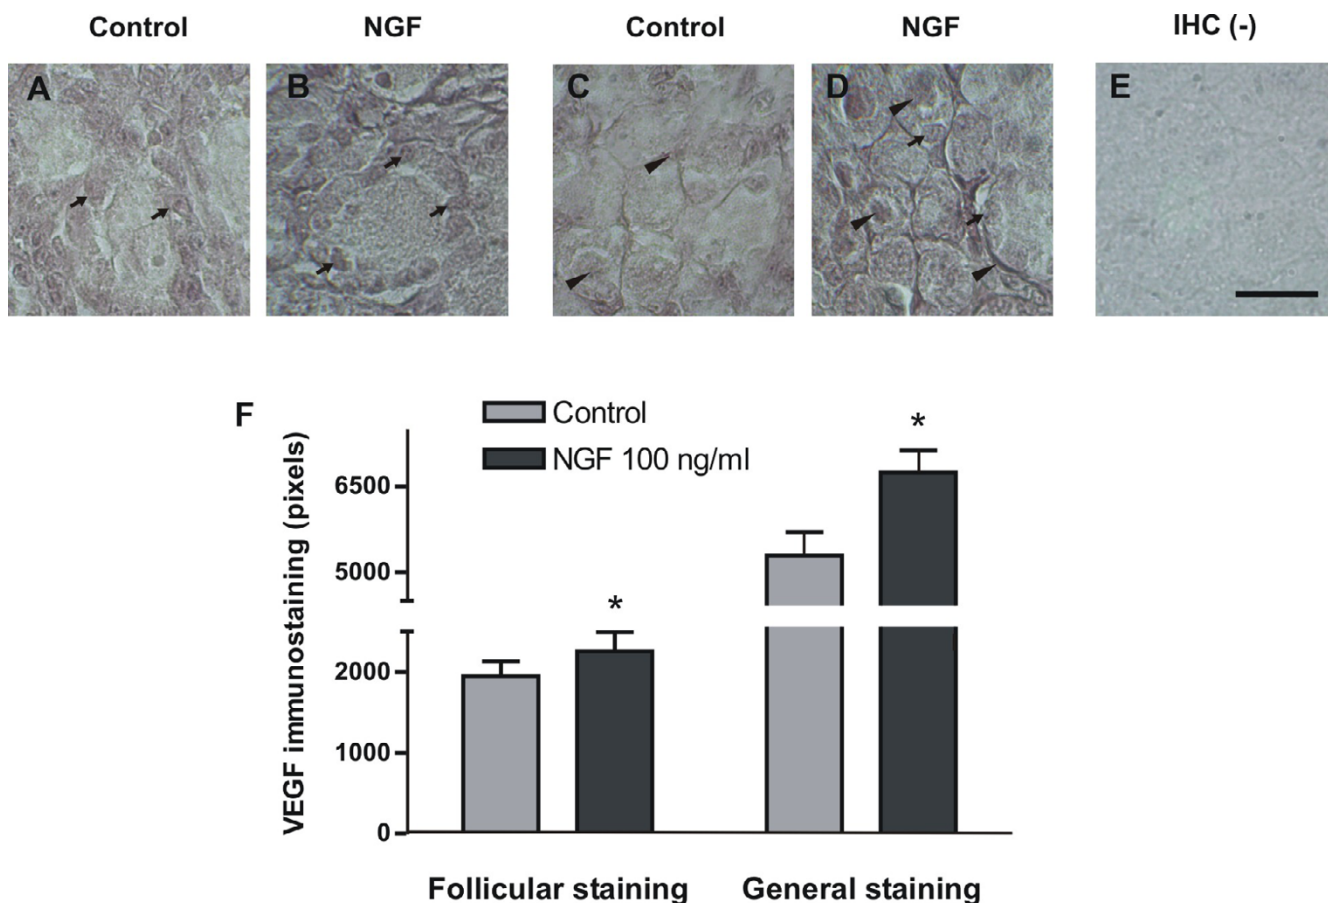 Control NGF Control NGF IHC (-)
A B C D E
F
Control
NGF 100 ng/ml
*
*
VEGF immunostaining (pixels)
6500
5000
2000
1000
0
Follicular staining General staining